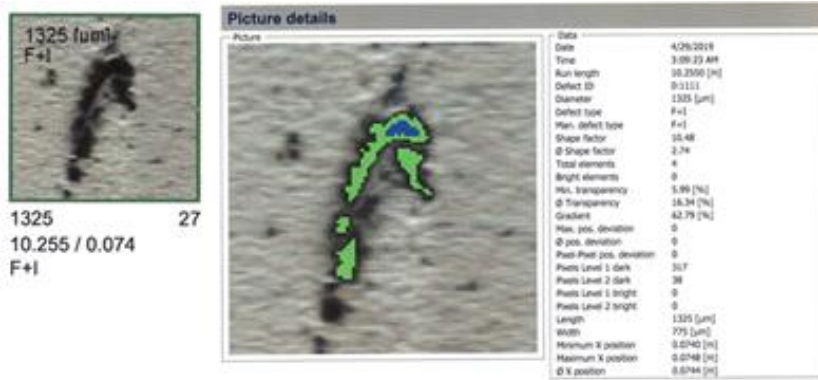 1325 [µm]
F+I
1325 27
10.255 / 0.074
F+I
Picture details
Picture
Data
Date 4/29/2019
Time 3:09:23 AM
Run length 10.2550 [m]
Defect ID 0:1111
Diameter 1325 [µm]
Defect type F+I
Man. defect type F+I
Shape factor 10.48
Ø Shape factor 2.74
Total elements 4
Bright elements 0
Min. transparency 5.99 [%]
Ø Transparency 16.34 [%]
Gradient 62.79 [%]
Max. pos. deviation 0
Ø pos. deviation 0
Pixel-Pixel pos. deviation 0
Pixels Level 1 dark 317
Pixels Level 2 dark 38
Pixels Level 1 bright 0
Pixels Level 2 bright 0
Length 1325 [µm]
Width 775 [µm]
Minimum X position 0.0740 [m]
Maximum X position 0.0748 [m]
Ø X position 0.0744 [m]